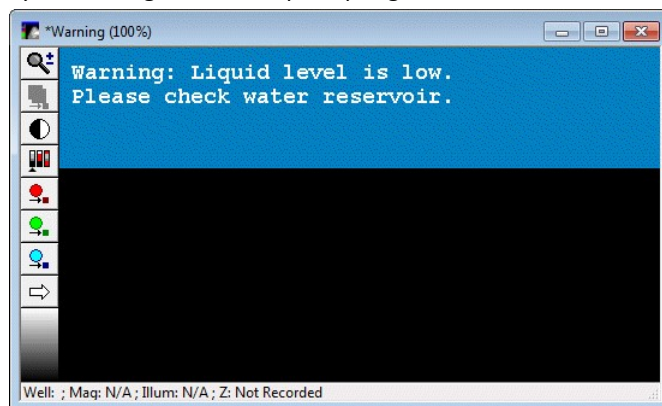 *Warning (100%)
Warning: Liquid level is low.
Please check water reservoir.
Well: ; Mag: N/A ; Illum: N/A ; Z: Not Recorded